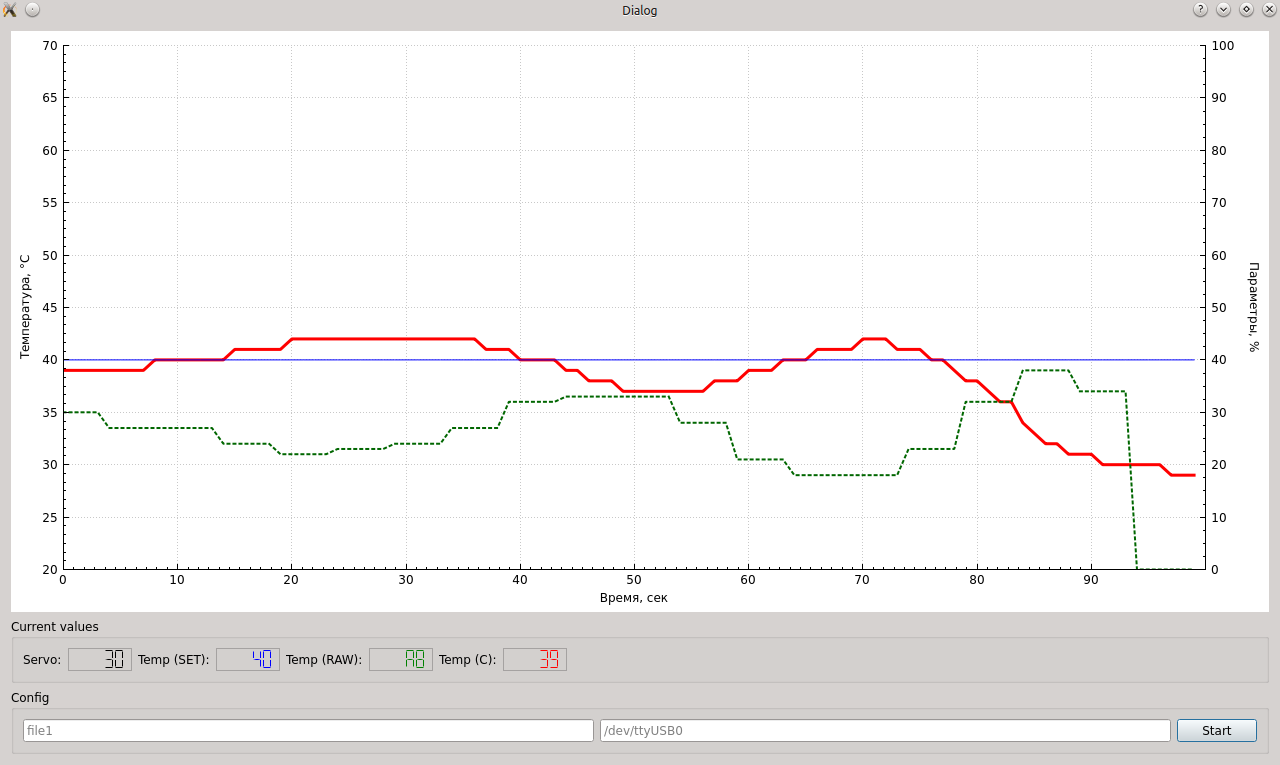 Dialog
70
65
60
55
50
45
40
35
30
25
20
Температура, °C
100
90
80
70
60
50
40
30
20
10
0
Параметры, %
0 10 20 30 40 50 60 70 80 90
Время, сек
Current values
Servo: 30 Temp (SET): 40 Temp (RAW): A8 Temp (C): 39
Config
file1 /dev/ttyUSB0 Start